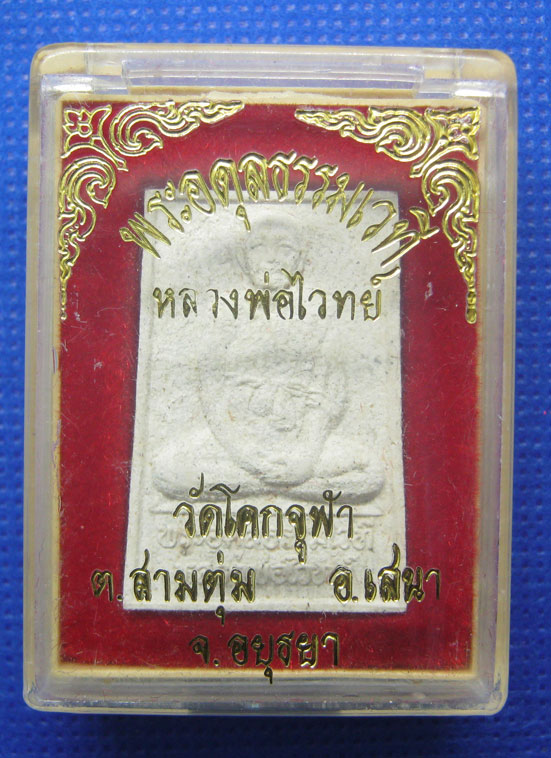 พระอดุลธรรมเวที
หลวงพ่อไวทย์
วัดโคกจุฬา
ต.สามตุ่ม อ.เสนา
จ.อยุธยา